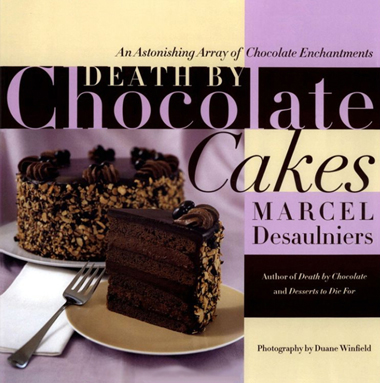 An Astonishing Array of Chocolate Enchantments
DEATH BY
Chocolate
Cakes
MARCEL
Desaulniers
Author of Death by Chocolate
and Desserts to Die For
Photography by Duane Winfield